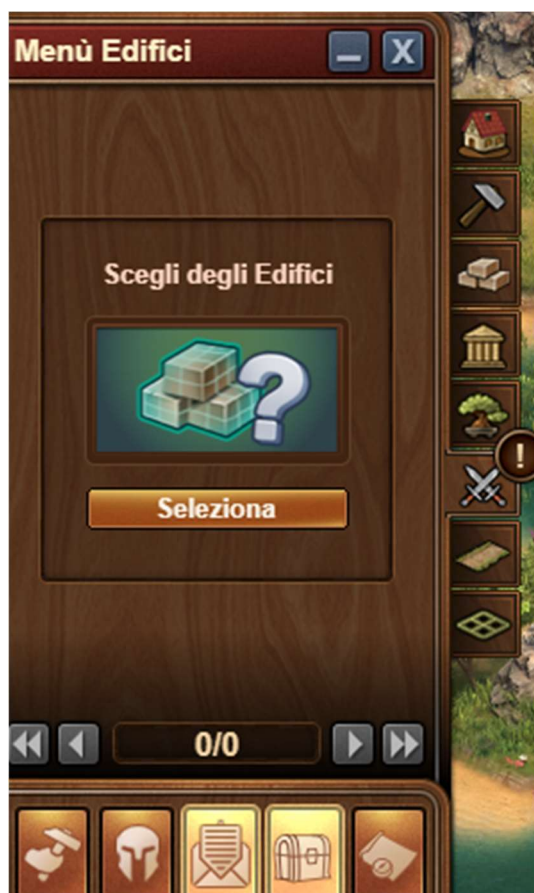 Menù Edifici
X
Scegli degli Edifici
?
Seleziona
!
0/0